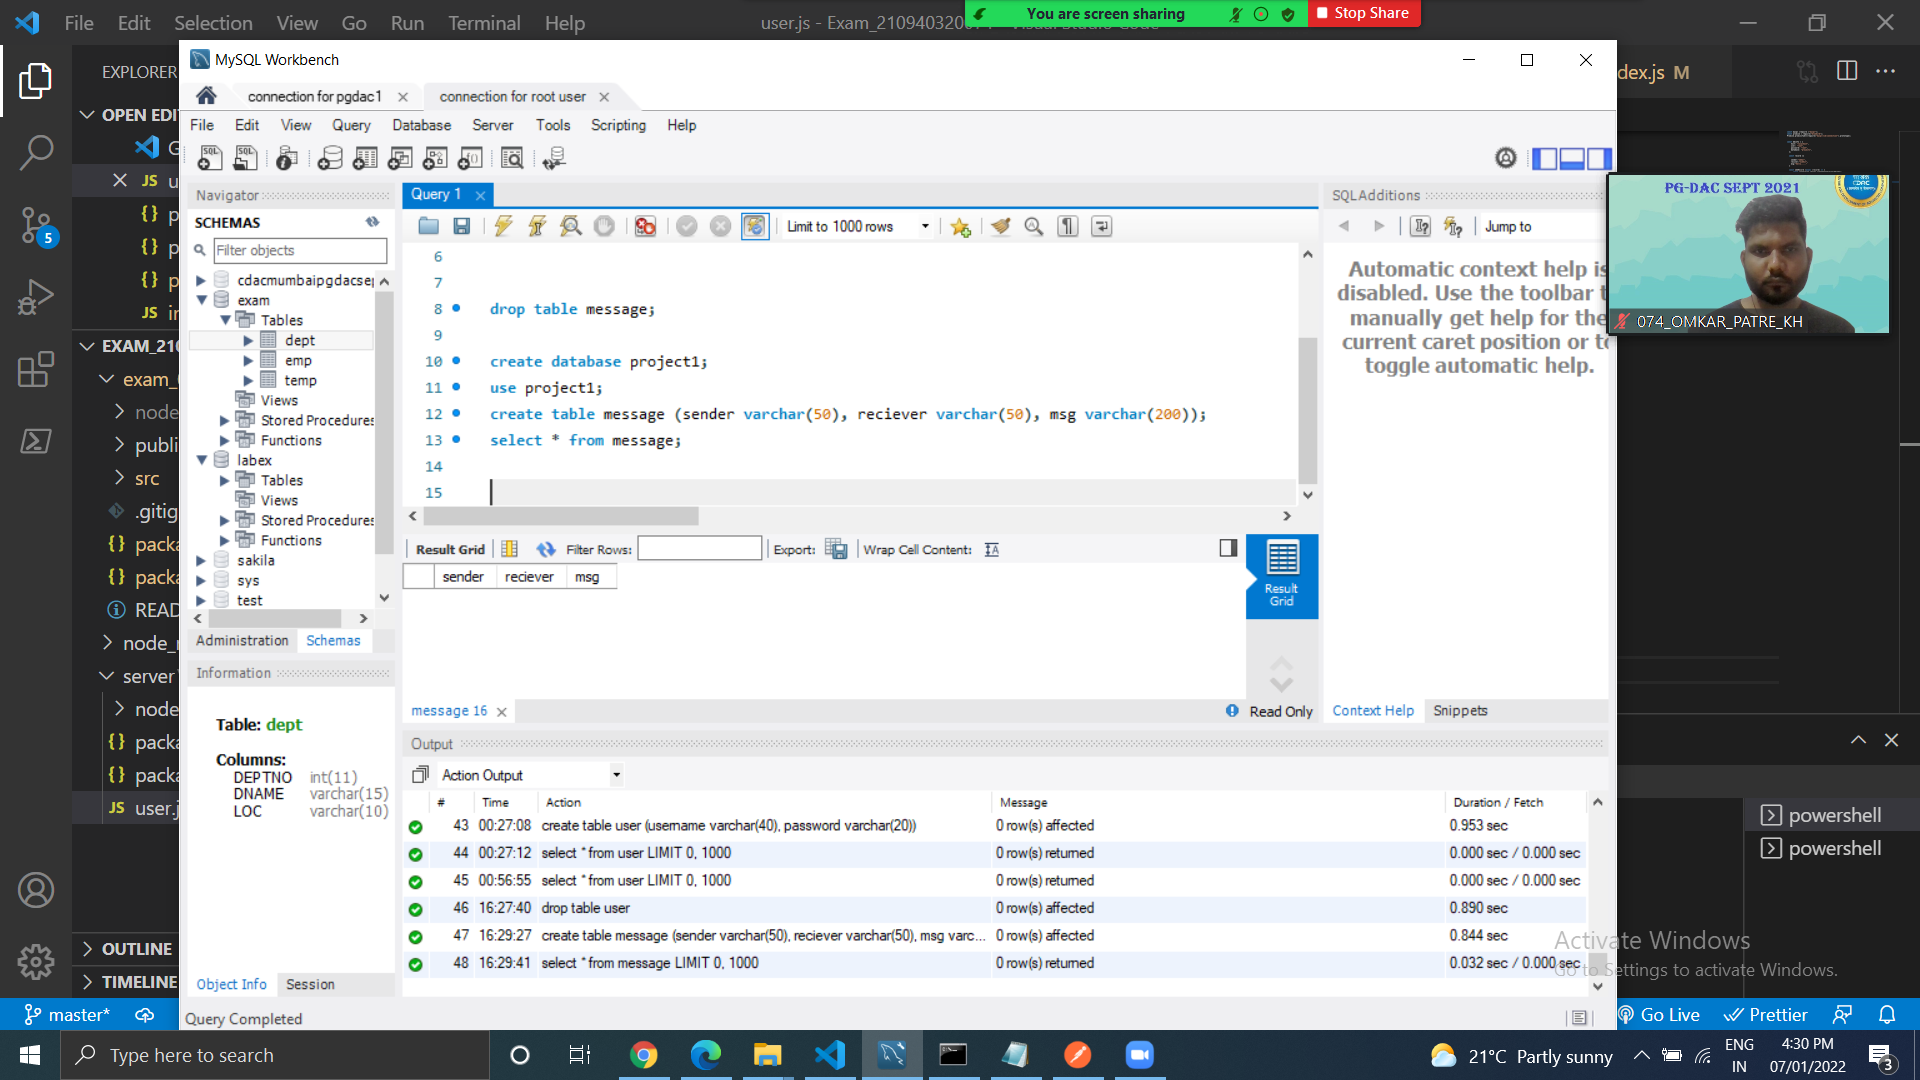 File Edit Selection View Go Run Terminal Help
user.js - Exam_210940320
You are screen sharing
Stop Share
EXPLORER
OPEN EDI
JS u
{} p
{} p
{} p
JS in
EXAM_210
exam_
node
publi
src
.gitig
{} packa
{} packa
READ
node_
server
node
{} packa
{} packa
JS user.j
OUTLINE
TIMELINE
dex.js M
MySQL Workbench
connection for pgdac1
connection for root user
File Edit View Query Database Server Tools Scripting Help
Navigator
SCHEMAS
Filter objects
cdacmumbaipgdacse
exam
Tables
dept
emp
temp
Views
Stored Procedures
Functions
labex
Tables
Views
Stored Procedures
Functions
sakila
sys
test
Administration Schemas
Information
Table: dept
Columns:
DEPTNO int(11)
DNAME varchar(15)
LOC varchar(10)
Object Info Session
Query Completed
Query 1
Limit to 1000 rows
6
7
8 drop table message;
9
10 create database project1;
11 use project1;
12 create table message (sender varchar(50), reciever varchar(50), msg varchar(200));
13 select * from message;
14
15
Result Grid Filter Rows: Export: Wrap Cell Content:
sender reciever msg
Result Grid
message 16
Read Only
SQLAdditions
Jump to
Automatic context help is
disabled. Use the toolbar t
manually get help for the
current caret position or to
toggle automatic help.
Context Help Snippets
PG-DAC SEPT 2021
CDAC
074_OMKAR_PATRE_KH
Output
Action Output
# Time Action Message Duration / Fetch
43 00:27:08 create table user (username varchar(40), password varchar(20)) 0 row(s) affected 0.953 sec
44 00:27:12 select * from user LIMIT 0, 1000 0 row(s) returned 0.000 sec / 0.000 sec
45 00:56:55 select * from user LIMIT 0, 1000 0 row(s) returned 0.000 sec / 0.000 sec
46 16:27:40 drop table user 0 row(s) affected 0.890 sec
47 16:29:27 create table message (sender varchar(50), reciever varchar(50), msg varc... 0 row(s) affected 0.844 sec
48 16:29:41 select * from message LIMIT 0, 1000 0 row(s) returned 0.032 sec / 0.000 sec
powershell
powershell
Activate Windows
Go to Settings to activate Windows.
5
master*
Go Live
Prettier
Type here to search
21°C Partly sunny
ENG
IN
4:30 PM
07/01/2022
3